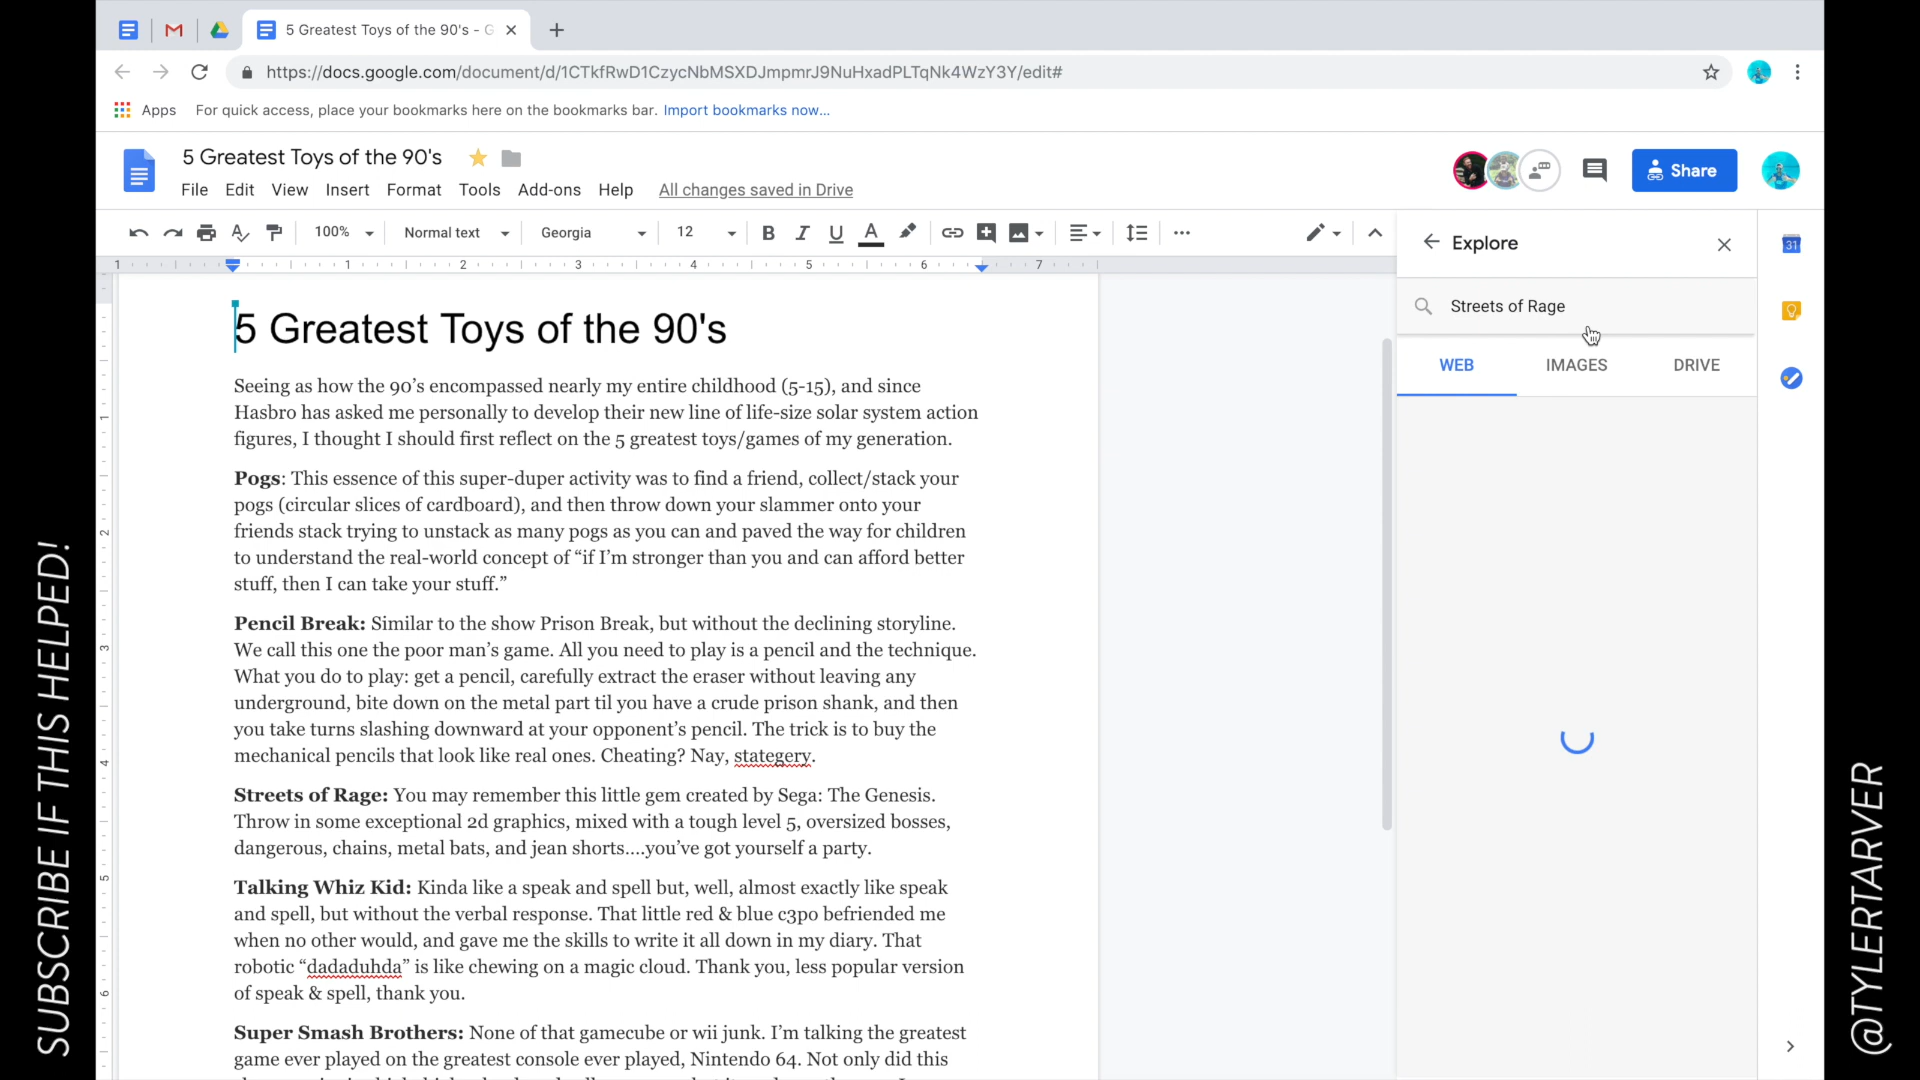 5 Greatest Toys of the 90's - G
https://docs.google.com/document/d/1CTkfRwD1CzycNbMSXDJmpmrJ9NuHxadPLTqNk4WzY3Y/edit#
Apps For quick access, place your bookmarks here on the bookmarks bar. Import bookmarks now...
5 Greatest Toys of the 90's
File Edit View Insert Format Tools Add-ons Help All changes saved in Drive
Share
100% Normal text Georgia 12 B I U A
Explore
31
1 1 2 3 4 5 6 7
Streets of Rage
WEB IMAGES DRIVE
5 Greatest Toys of the 90's
Seeing as how the 90’s encompassed nearly my entire childhood (5-15), and since
Hasbro has asked me personally to develop their new line of life-size solar system action
figures, I thought I should first reflect on the 5 greatest toys/games of my generation.
Pogs: This essence of this super-duper activity was to find a friend, collect/stack your
pogs (circular slices of cardboard), and then throw down your slammer onto your
friends stack trying to unstack as many pogs as you can and paved the way for children
to understand the real-world concept of “if I’m stronger than you and can afford better
stuff, then I can take your stuff.”
Pencil Break: Similar to the show Prison Break, but without the declining storyline.
We call this one the poor man’s game. All you need to play is a pencil and the technique.
What you do to play: get a pencil, carefully extract the eraser without leaving any
underground, bite down on the metal part til you have a crude prison shank, and then
you take turns slashing downward at your opponent’s pencil. The trick is to buy the
mechanical pencils that look like real ones. Cheating? Nay, stategery.
Streets of Rage: You may remember this little gem created by Sega: The Genesis.
Throw in some exceptional 2d graphics, mixed with a tough level 5, oversized bosses,
dangerous, chains, metal bats, and jean shorts....you’ve got yourself a party.
Talking Whiz Kid: Kinda like a speak and spell but, well, almost exactly like speak
and spell, but without the verbal response. That little red & blue c3po befriended me
when no other would, and gave me the skills to write it all down in my diary. That
robotic “dadaduhda” is like chewing on a magic cloud. Thank you, less popular version
of speak & spell, thank you.
Super Smash Brothers: None of that gamecube or wii junk. I’m talking the greatest
game ever played on the greatest console ever played, Nintendo 64. Not only did this
1
2
3
4
5
6
SUBSCRIBE IF THIS HELPED!
@TYLERTARVER